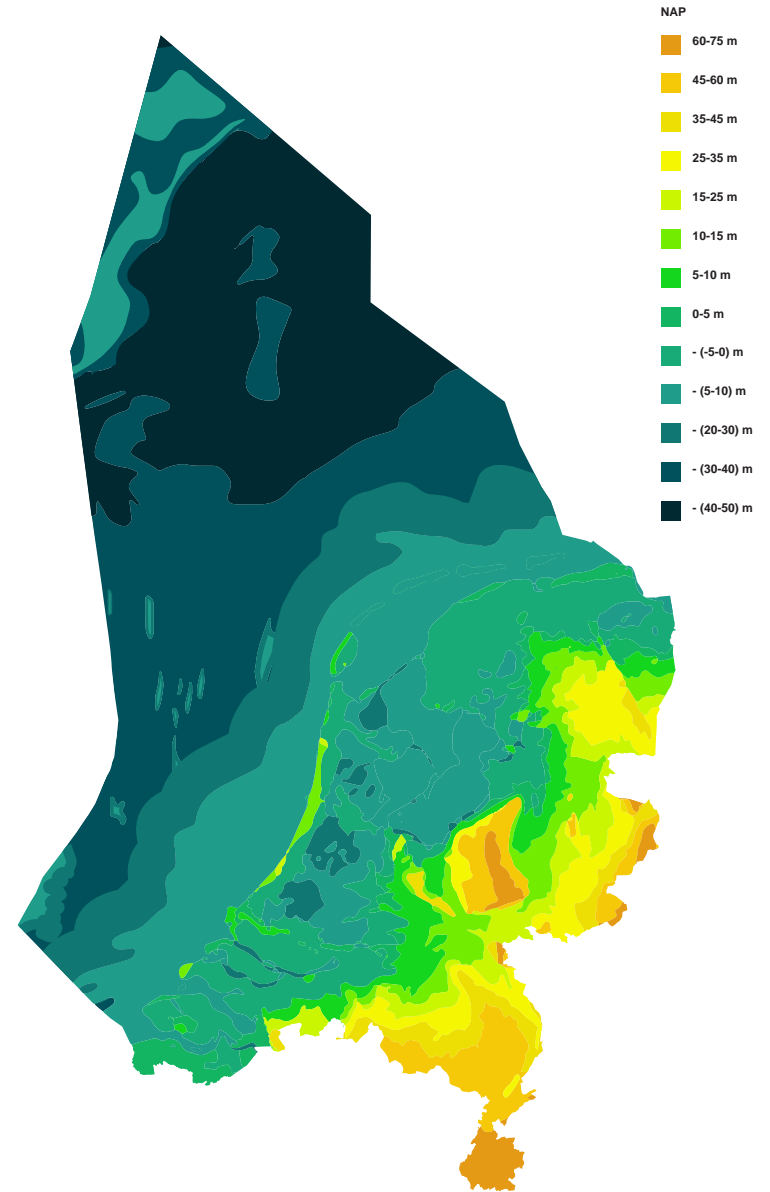 NAP
60-75 m
45-60 m
35-45 m
25-35 m
15-25 m
10-15 m
5-10 m
0-5 m
- (-5-0) m
- (5-10) m
- (20-30) m
- (30-40) m
- (40-50) m